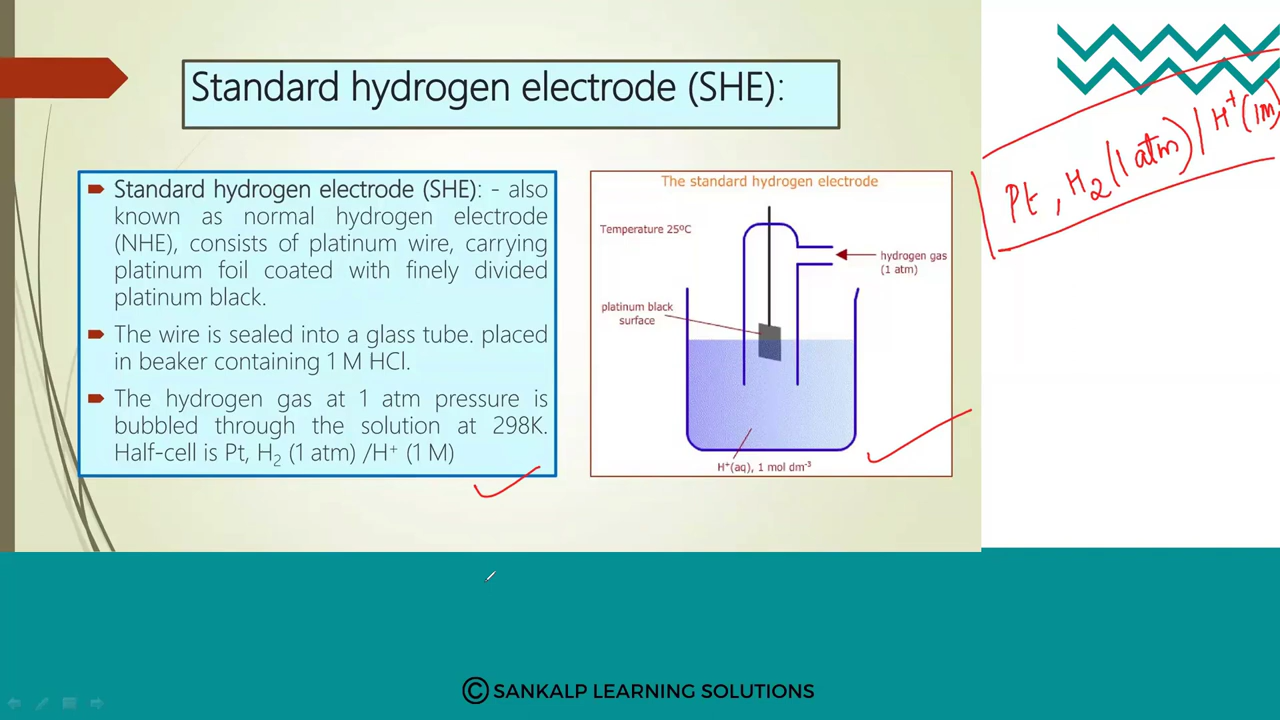 Standard hydrogen electrode (SHE):
Standard hydrogen electrode (SHE): - also
known as normal hydrogen electrode
(NHE), consists of platinum wire, carrying
platinum foil coated with finely divided
platinum black.
The wire is sealed into a glass tube. placed
in beaker containing 1 M HCl.
The hydrogen gas at 1 atm pressure is
bubbled through the solution at 298K.
Half-cell is Pt, H₂ (1 atm) /H⁺ (1 M)
The standard hydrogen electrode
Temperature 25ºC
hydrogen gas
(1 atm)
platinum black
surface
H⁺(aq), 1 mol dm⁻³
Pt, H₂ (1 atm) / H⁺ (1M)
© SANKALP LEARNING SOLUTIONS